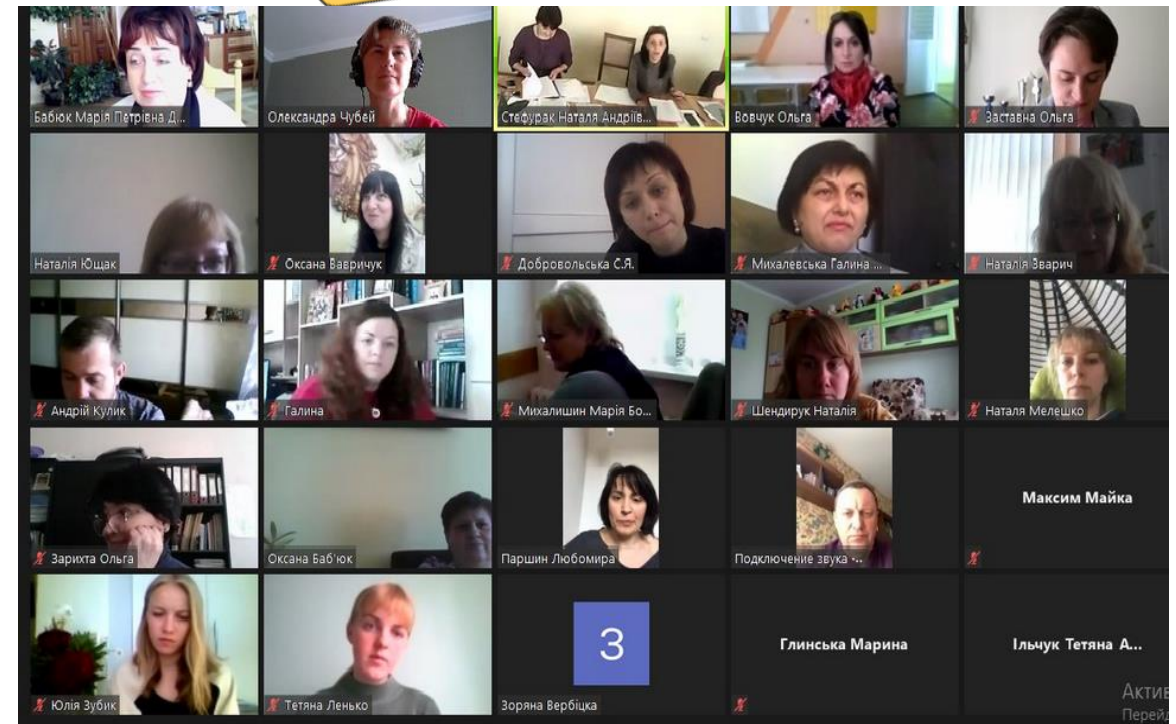 Бабюк Марія Петрівна Д...
Олександра Чубей
Стефурак Наталя Андріїв...
Вовчук Ольга
Заставна Ольга
Наталія Ющак
Оксана Вавричук
Добровольська С.Я.
Михалевська Галина ...
Наталія Зварич
Андрій Кулик
Галина
Михалишин Марія Бо...
Шендирук Наталія
Наталя Мелешко
Зарихта Ольга
Оксана Баб'юк
Паршин Любомира
Подключение звука ·..
Максим Майка
Юлія Зубик
Тетяна Ленько
З
Зоряна Вербіцка
Глинська Марина
Ільчук Тетяна А...
Актив
Перейд